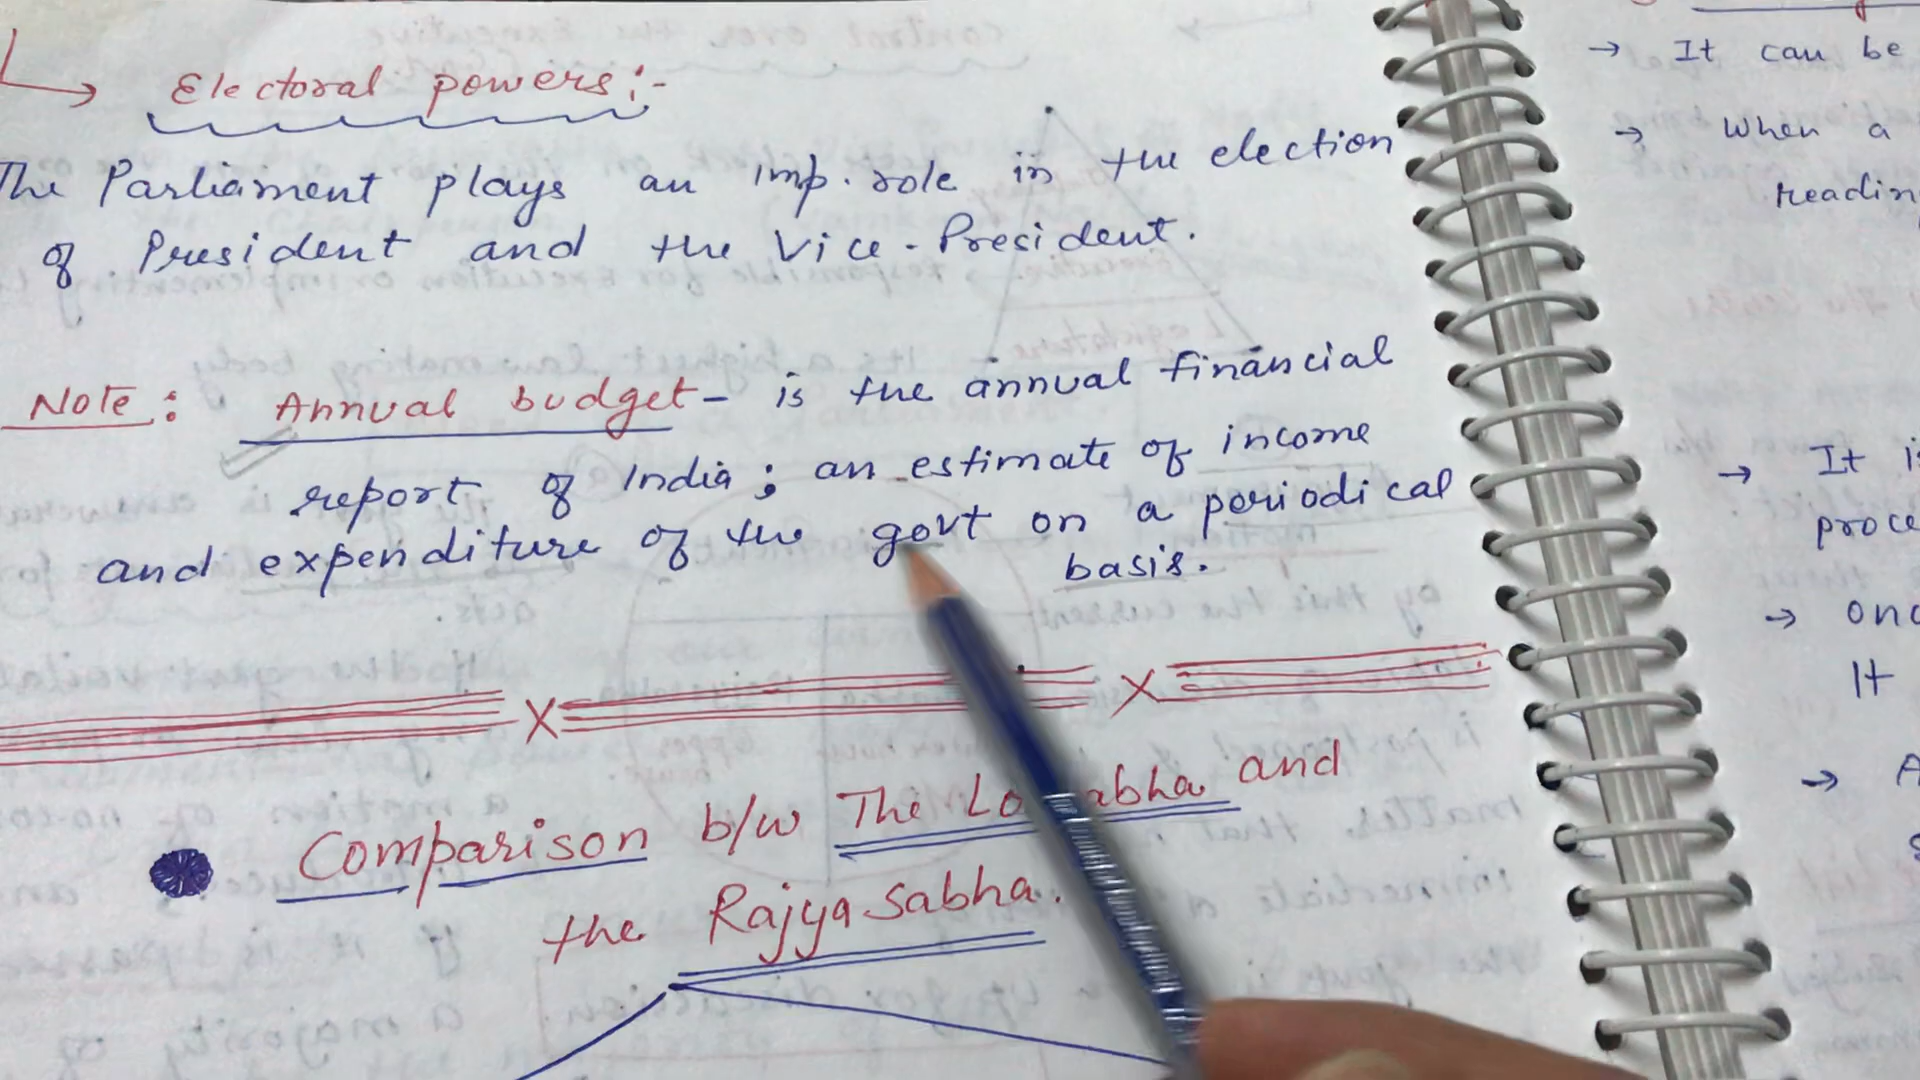 Electoral powers:-
The Parliament plays an imp. role in the election
of President and the Vice-President.
Note: Annual budget- is the annual financial
report of India; an estimate of income
and expenditure of the govt on a periodical
basis.
X X
Comparison b/w The Lo abha and
the Rajya Sabha.
→ It can be
→ When a
readin
→ It i
proce
→ onc
It
→ A